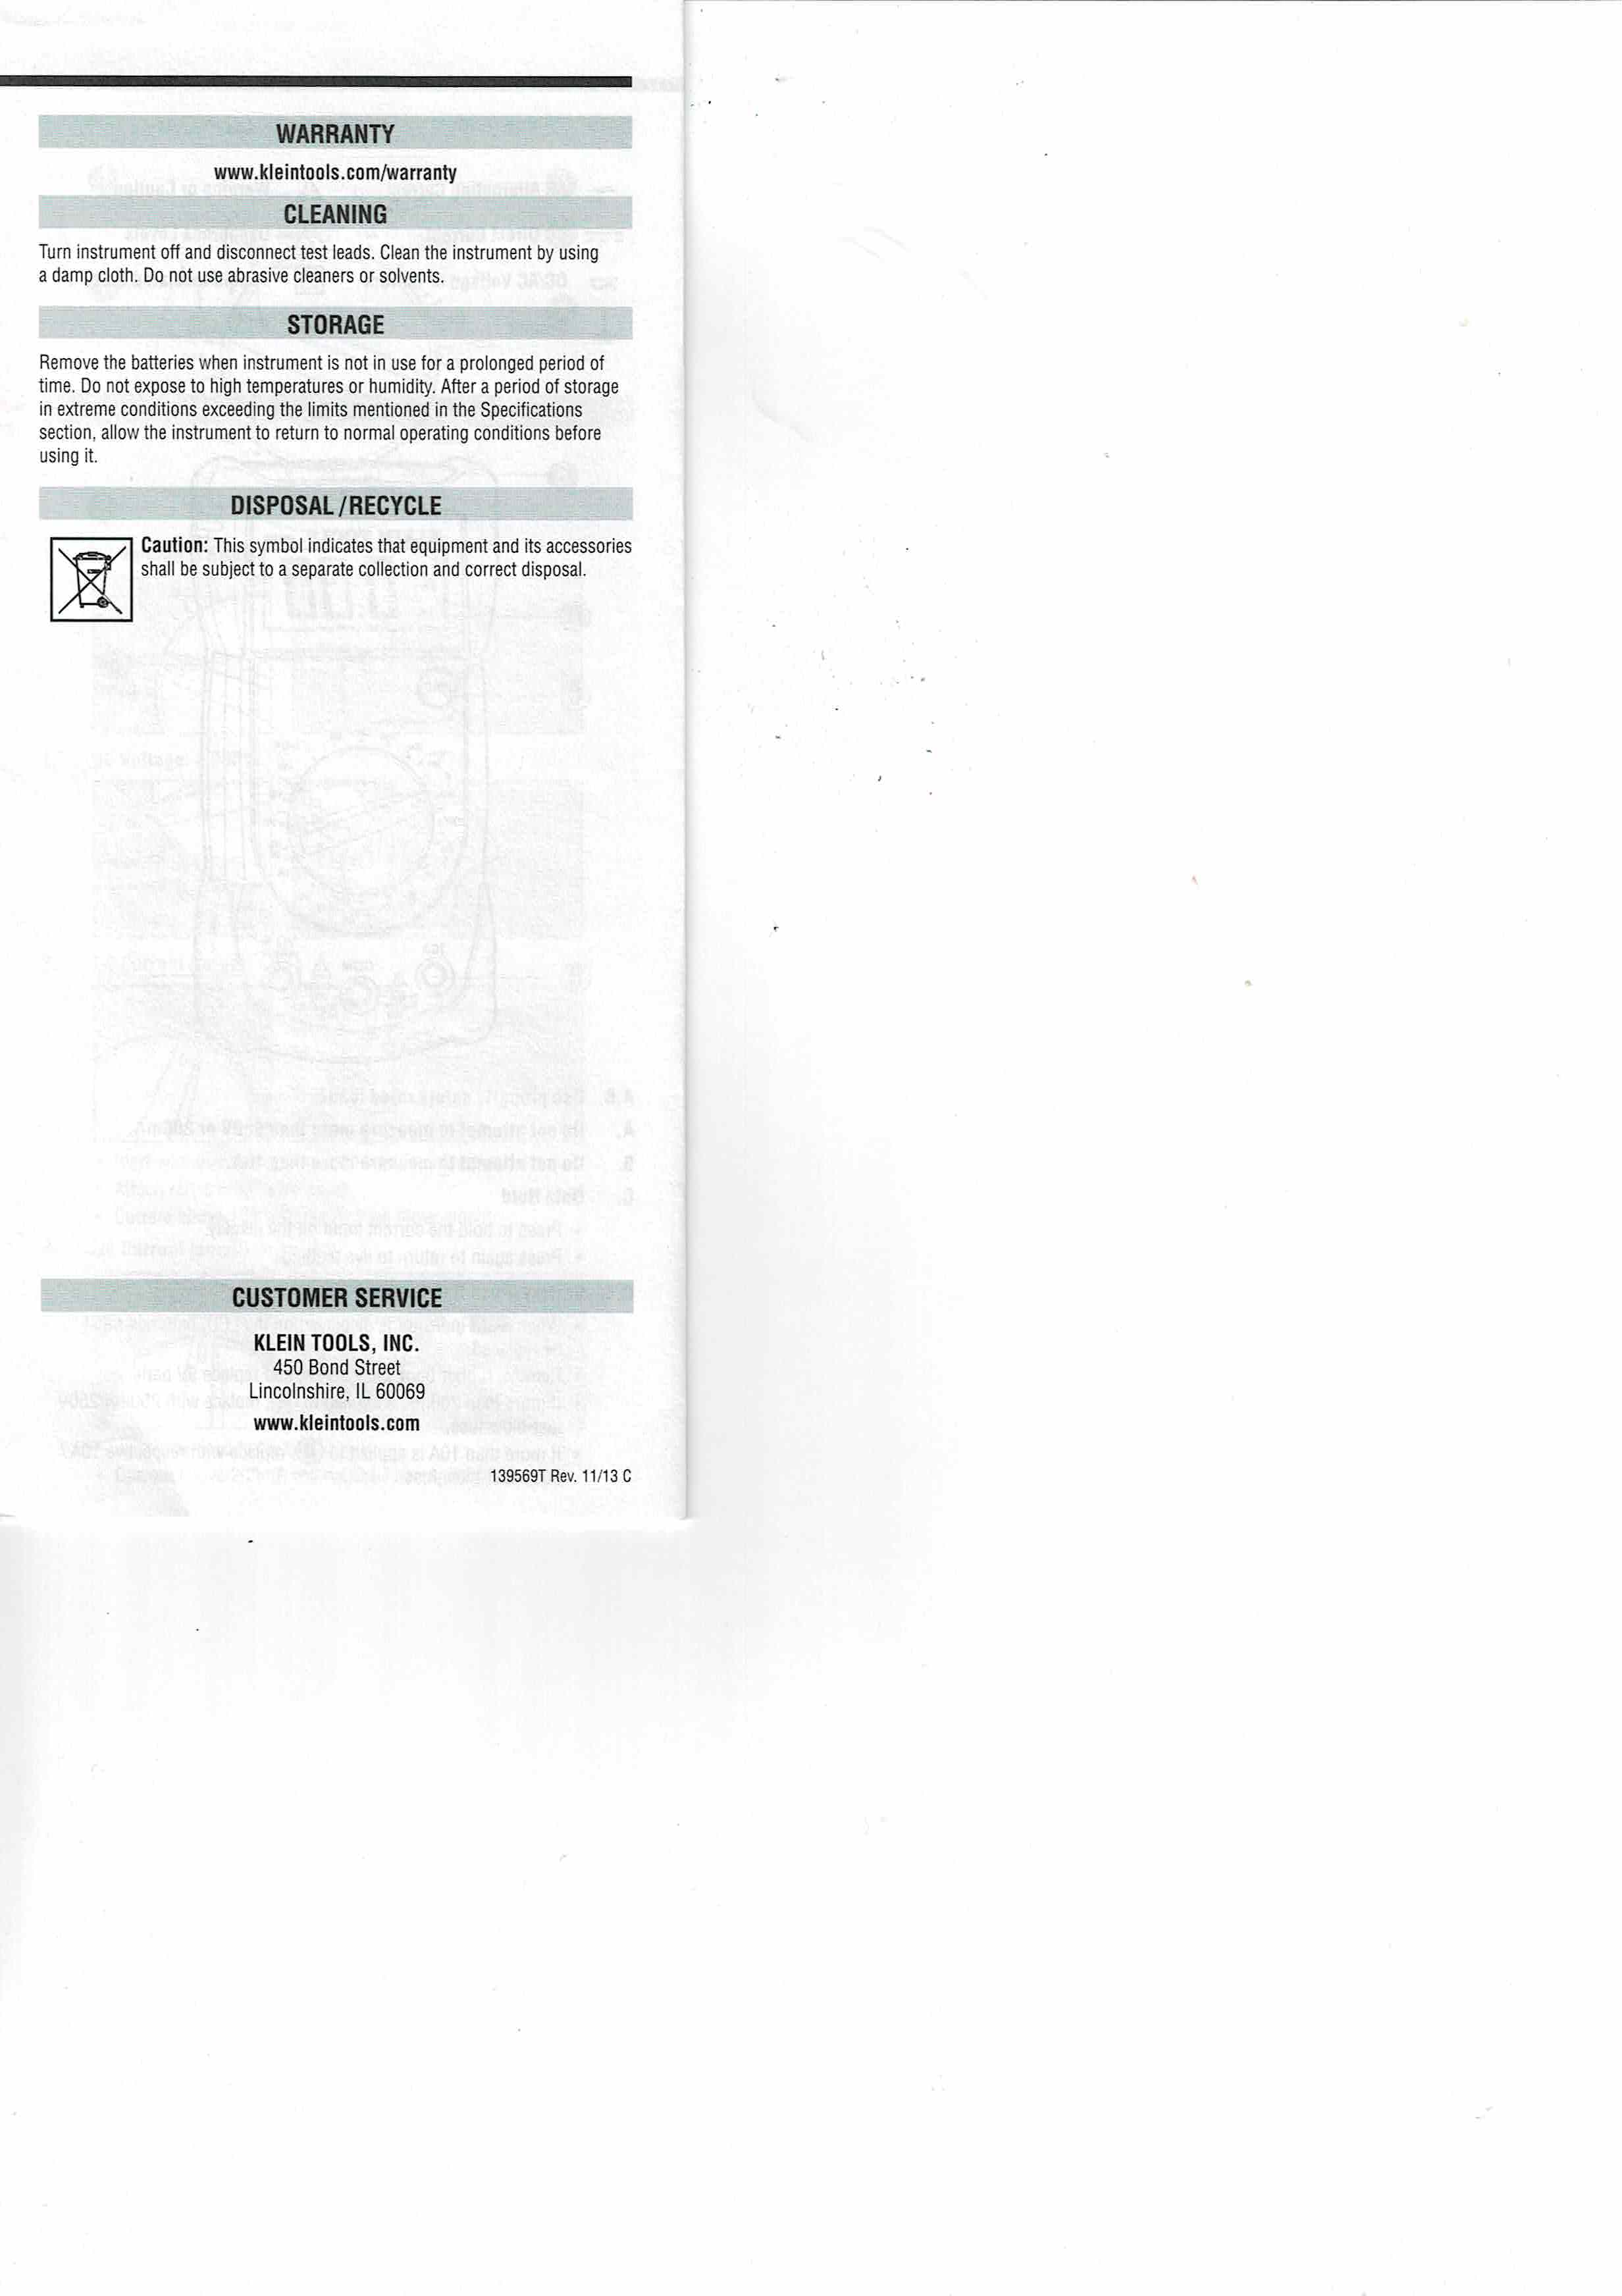 WARRANTY
www.kleintools.com/warranty
CLEANING
Turn instrument off and disconnect test leads. Clean the instrument by using
a damp cloth. Do not use abrasive cleaners or solvents.
STORAGE
Remove the batteries when instrument is not in use for a prolonged period of
time. Do not expose to high temperatures or humidity. After a period of storage
in extreme conditions exceeding the limits mentioned in the Specifications
section, allow the instrument to return to normal operating conditions before
using it.
DISPOSAL / RECYCLE
Caution: This symbol indicates that equipment and its accessories
shall be subject to a separate collection and correct disposal.
CUSTOMER SERVICE
KLEIN TOOLS, INC.
450 Bond Street
Lincolnshire, IL 60069
www.kleintools.com
139569T Rev. 11/13 C